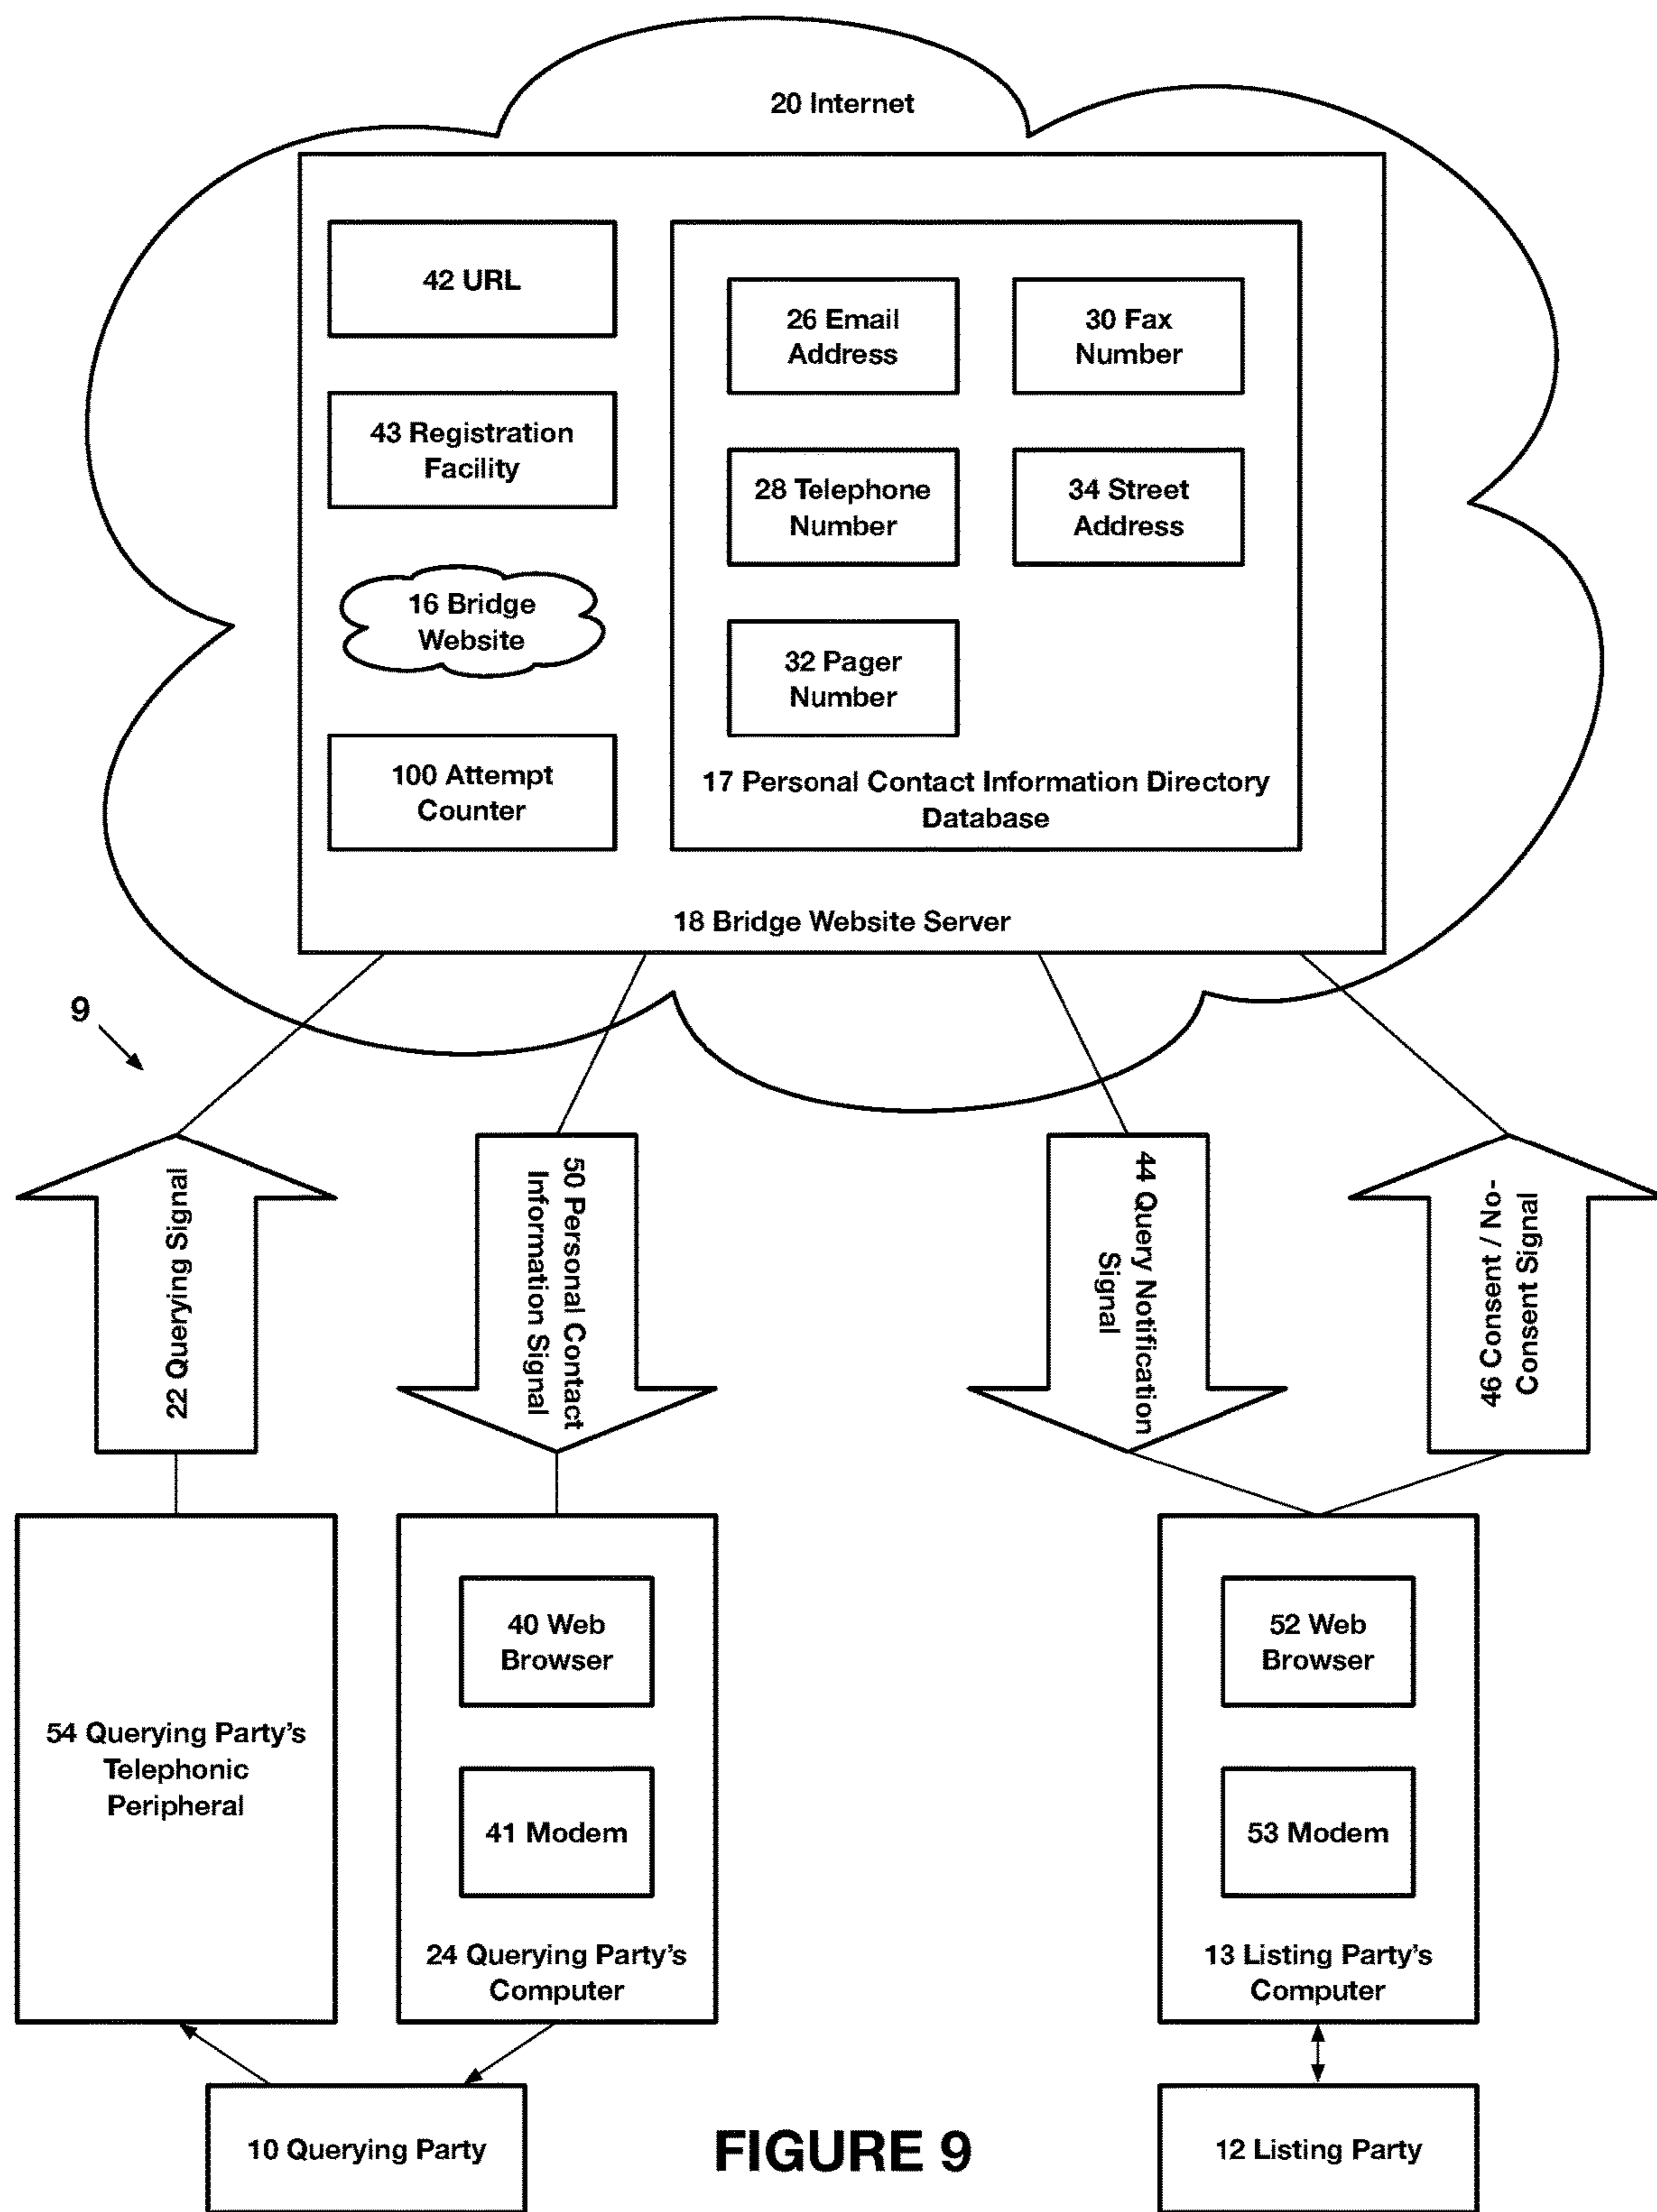 20 Internet
42 URL
26 Email
Address
30 Fax
Number
43 Registration
Facility
28 Telephone
Number
34 Street
Address
16 Bridge
Website
32 Pager
Number
100 Attempt
Counter
17 Personal Contact Information Directory
Database
18 Bridge Website Server
9
22 Querying Signal
50 Personal Contact
Information Signal
44 Query Notification
Signal
46 Consent / No-
Consent Signal
54 Querying Party's
Telephonic
Peripheral
40 Web
Browser
41 Modem
24 Querying Party's
Computer
52 Web
Browser
53 Modem
13 Listing Party's
Computer
10 Querying Party
FIGURE 9
12 Listing Party